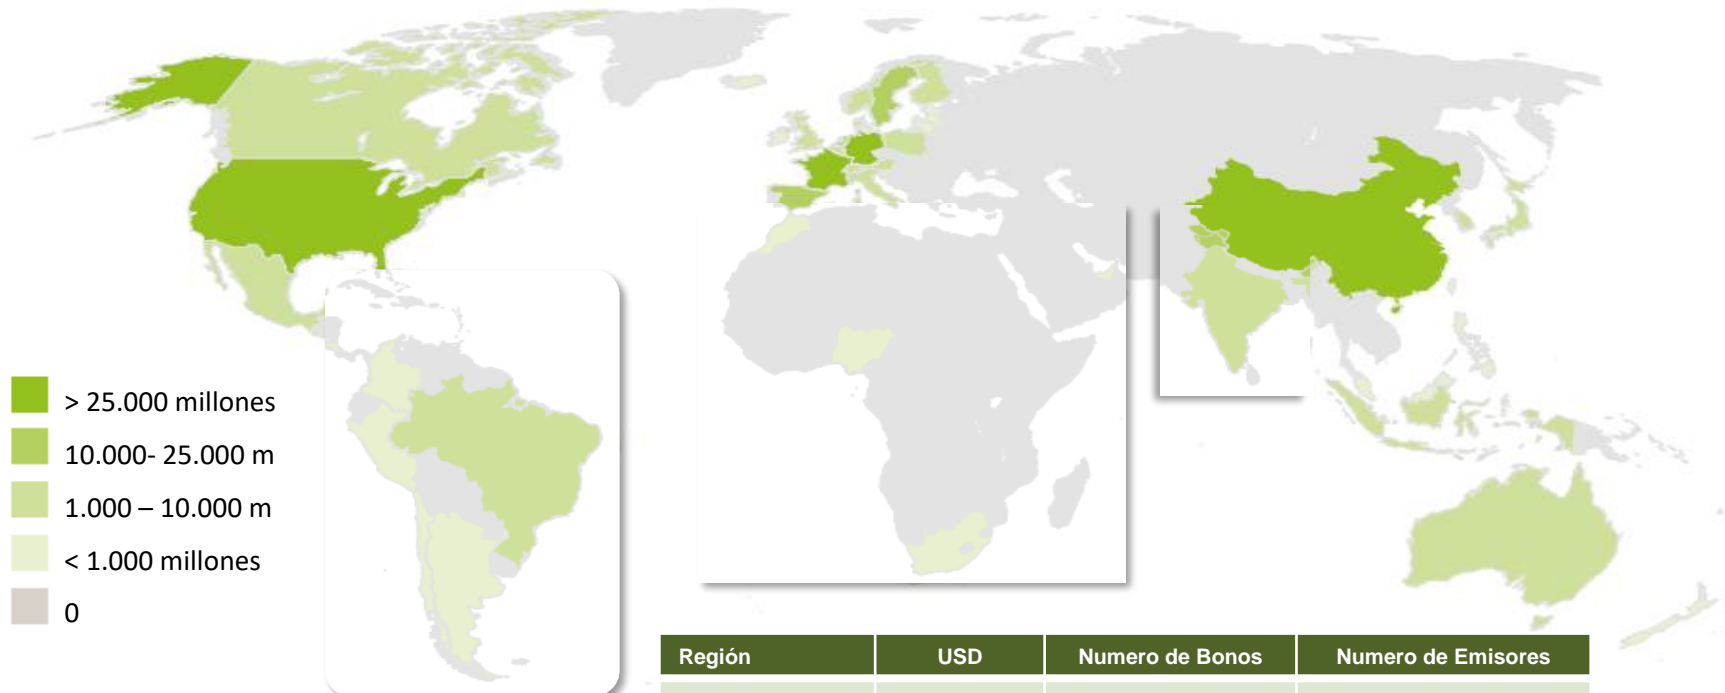 > 25.000 millones
10.000- 25.000 m
1.000 – 10.000 m
< 1.000 millones
0
Región USD Numero de Bonos Numero de Emisores